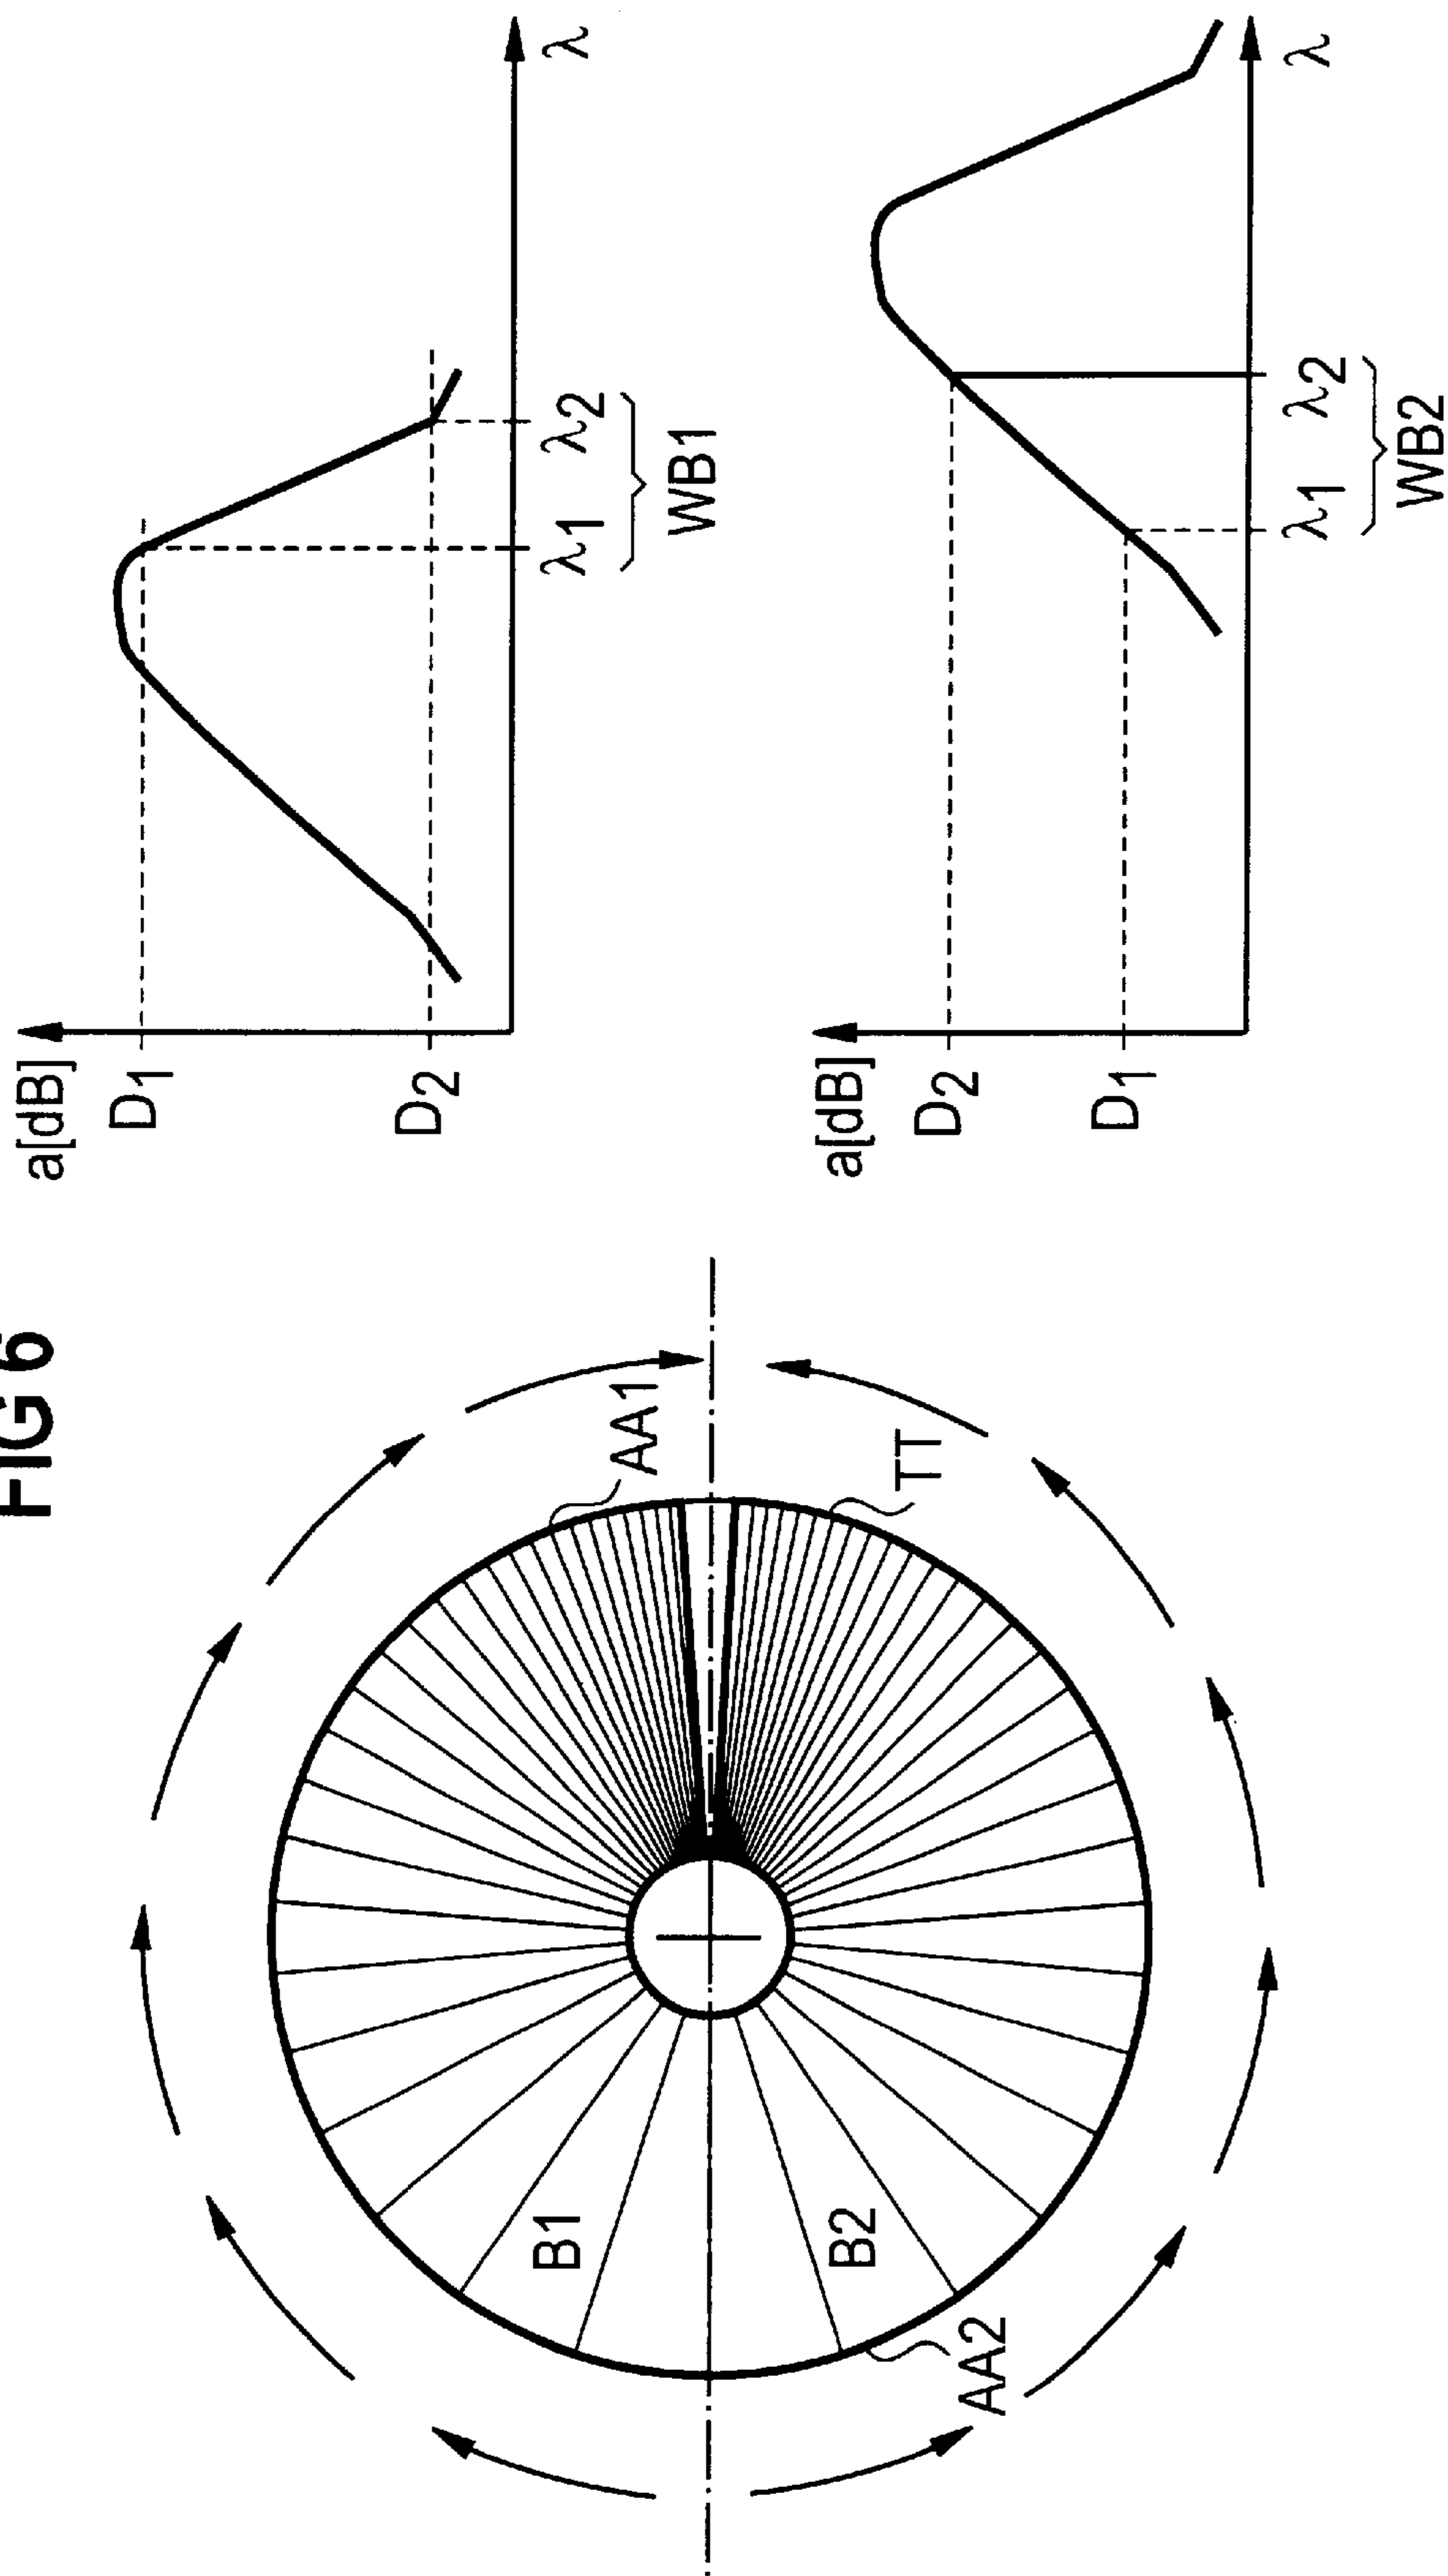 FIG 6
AA1
TT
B1
B2
AA2
a[dB]
D1
D2
λ1 λ2
λ
WB1
a[dB]
D2
D1
λ1 λ2
λ
WB2